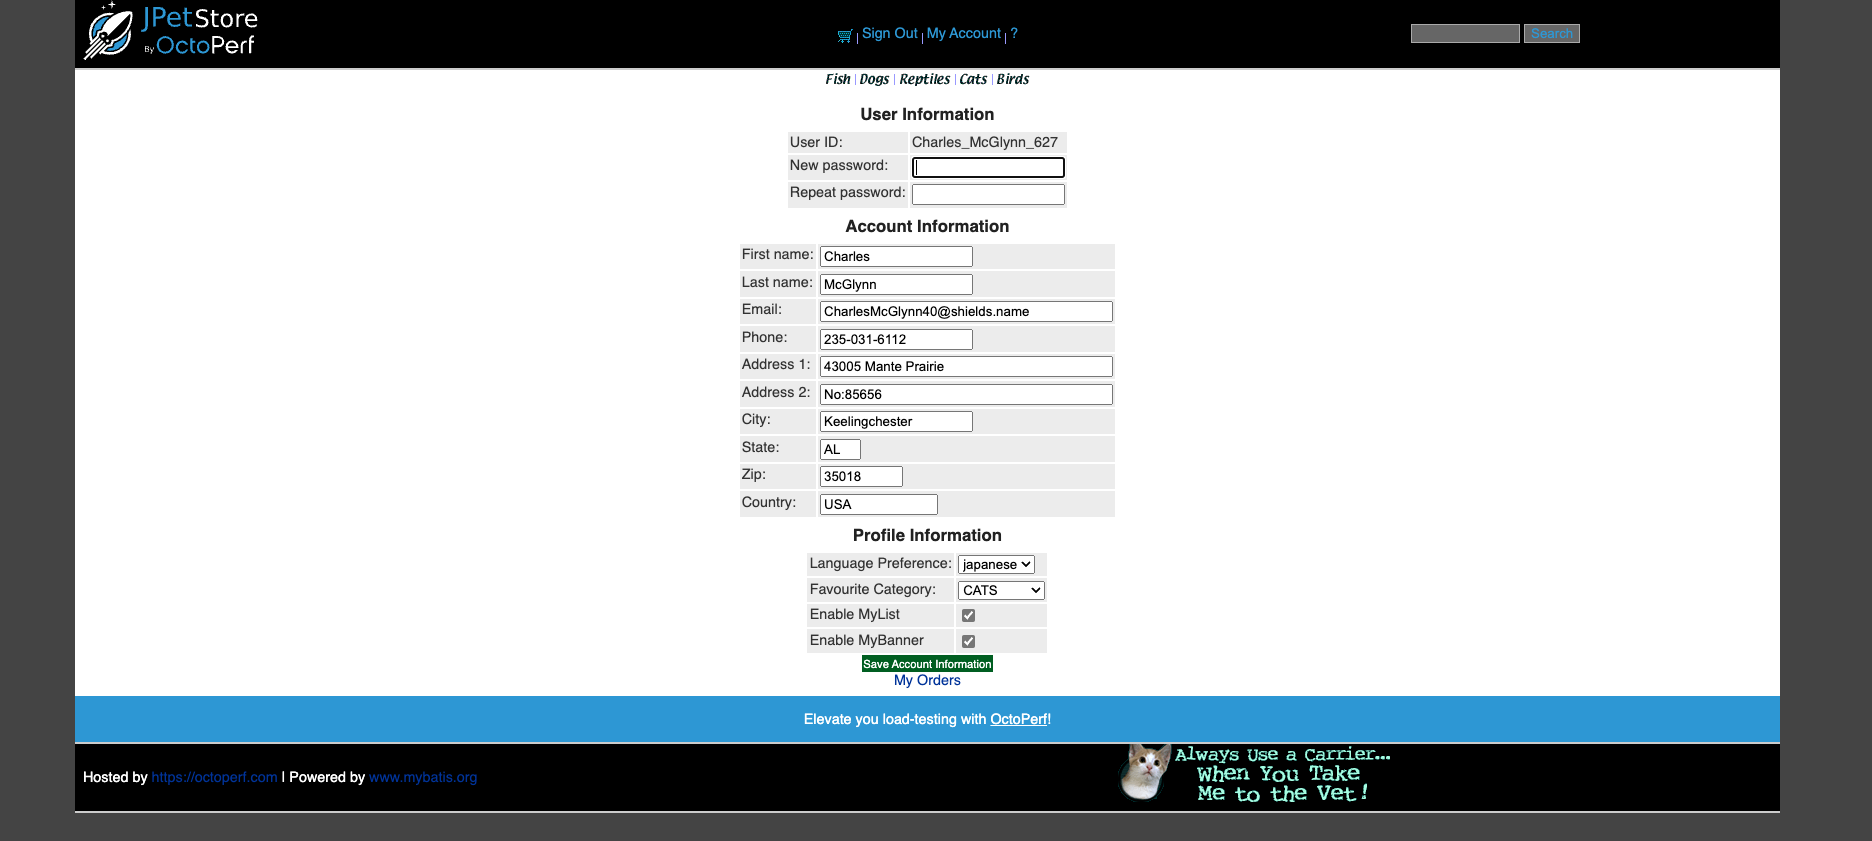 JPetStore
By OctoPerf
| Sign Out | My Account | ?
Search
Fish | Dogs | Reptiles | Cats | Birds
User Information
User ID: Charles_McGlynn_627
New password:
Repeat password:
Account Information
First name: Charles
Last name: McGlynn
Email: CharlesMcGlynn40@shields.name
Phone: 235-031-6112
Address 1: 43005 Mante Prairie
Address 2: No:85656
City: Keelingchester
State: AL
Zip: 35018
Country: USA
Profile Information
Language Preference: japanese
Favourite Category: CATS
Enable MyList
Enable MyBanner
Save Account Information
My Orders
Elevate you load-testing with OctoPerf!
Hosted by https://octoperf.com | Powered by www.mybatis.org
Always Use a Carrier...
When You Take
Me to the Vet!